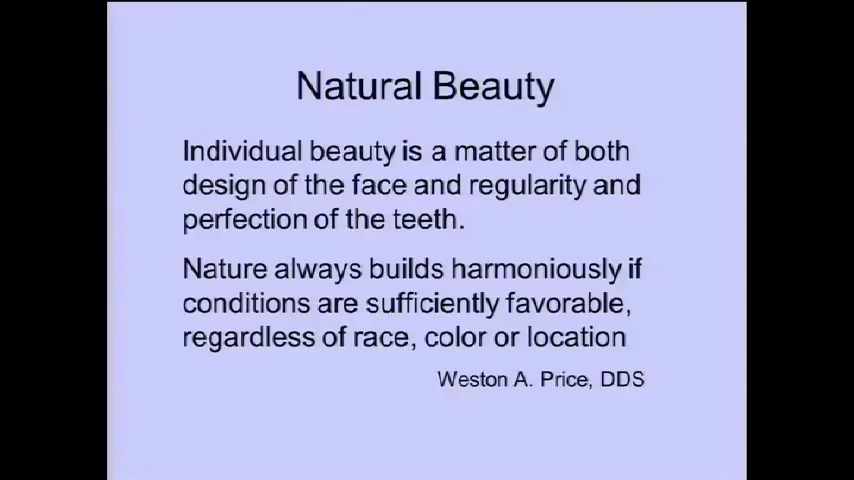 Natural Beauty
Individual beauty is a matter of both
design of the face and regularity and
perfection of the teeth.
Nature always builds harmoniously if
conditions are sufficiently favorable,
regardless of race, color or location
Weston A. Price, DDS